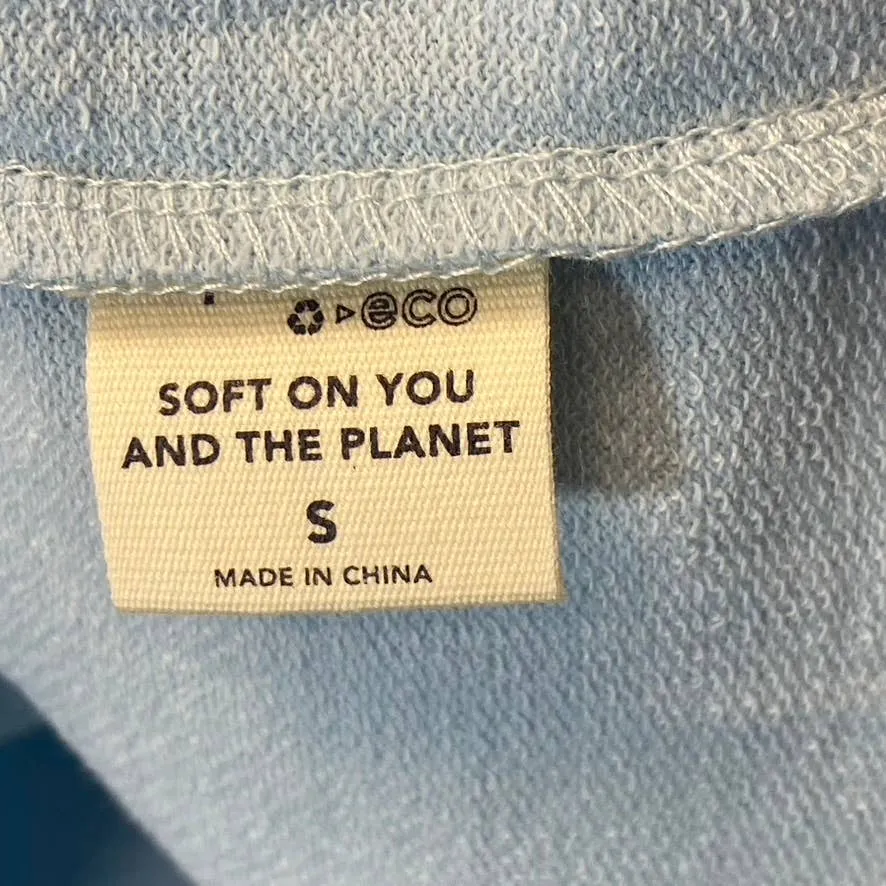 eco
SOFT ON YOU
AND THE PLANET
S
MADE IN CHINA